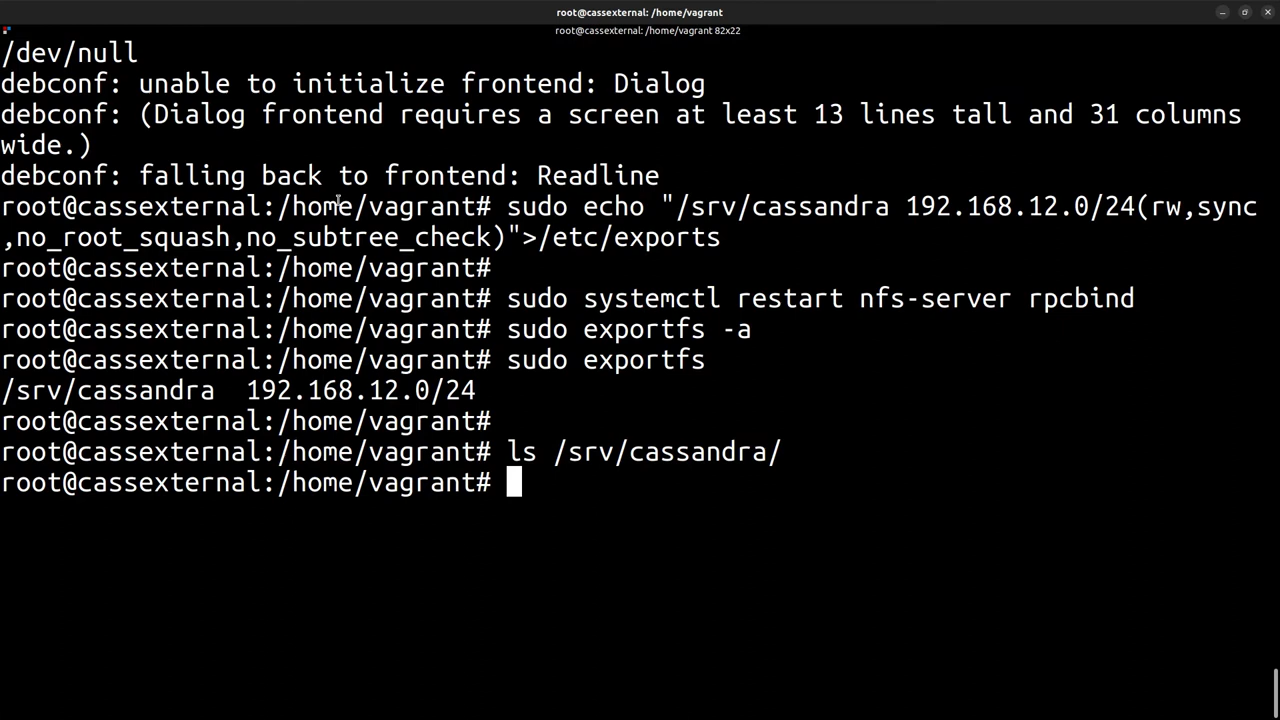 root@cassexternal: /home/vagrant
root@cassexternal: /home/vagrant 82x22
/dev/null
debconf: unable to initialize frontend: Dialog
debconf: (Dialog frontend requires a screen at least 13 lines tall and 31 columns
wide.)
debconf: falling back to frontend: Readline
root@cassexternal:/home/vagrant# sudo echo "/srv/cassandra 192.168.12.0/24(rw,sync
,no_root_squash,no_subtree_check)">/etc/exports
root@cassexternal:/home/vagrant#
root@cassexternal:/home/vagrant# sudo systemctl restart nfs-server rpcbind
root@cassexternal:/home/vagrant# sudo exportfs -a
root@cassexternal:/home/vagrant# sudo exportfs
/srv/cassandra  192.168.12.0/24
root@cassexternal:/home/vagrant#
root@cassexternal:/home/vagrant# ls /srv/cassandra/
root@cassexternal:/home/vagrant#